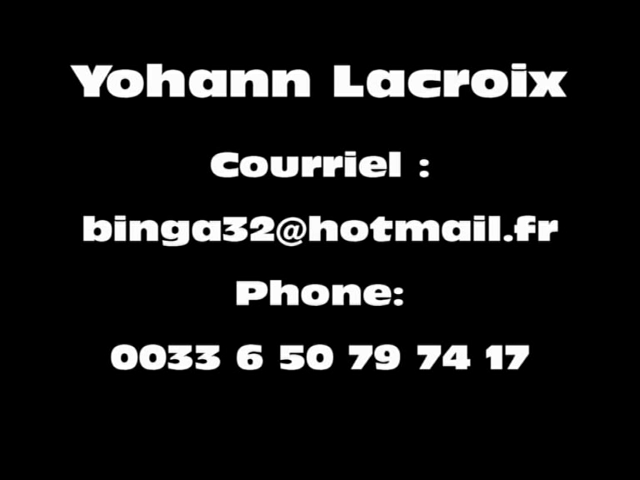 Yohann Lacroix
Courriel :
binga32@hotmail.fr
Phone:
0033 6 50 79 74 17